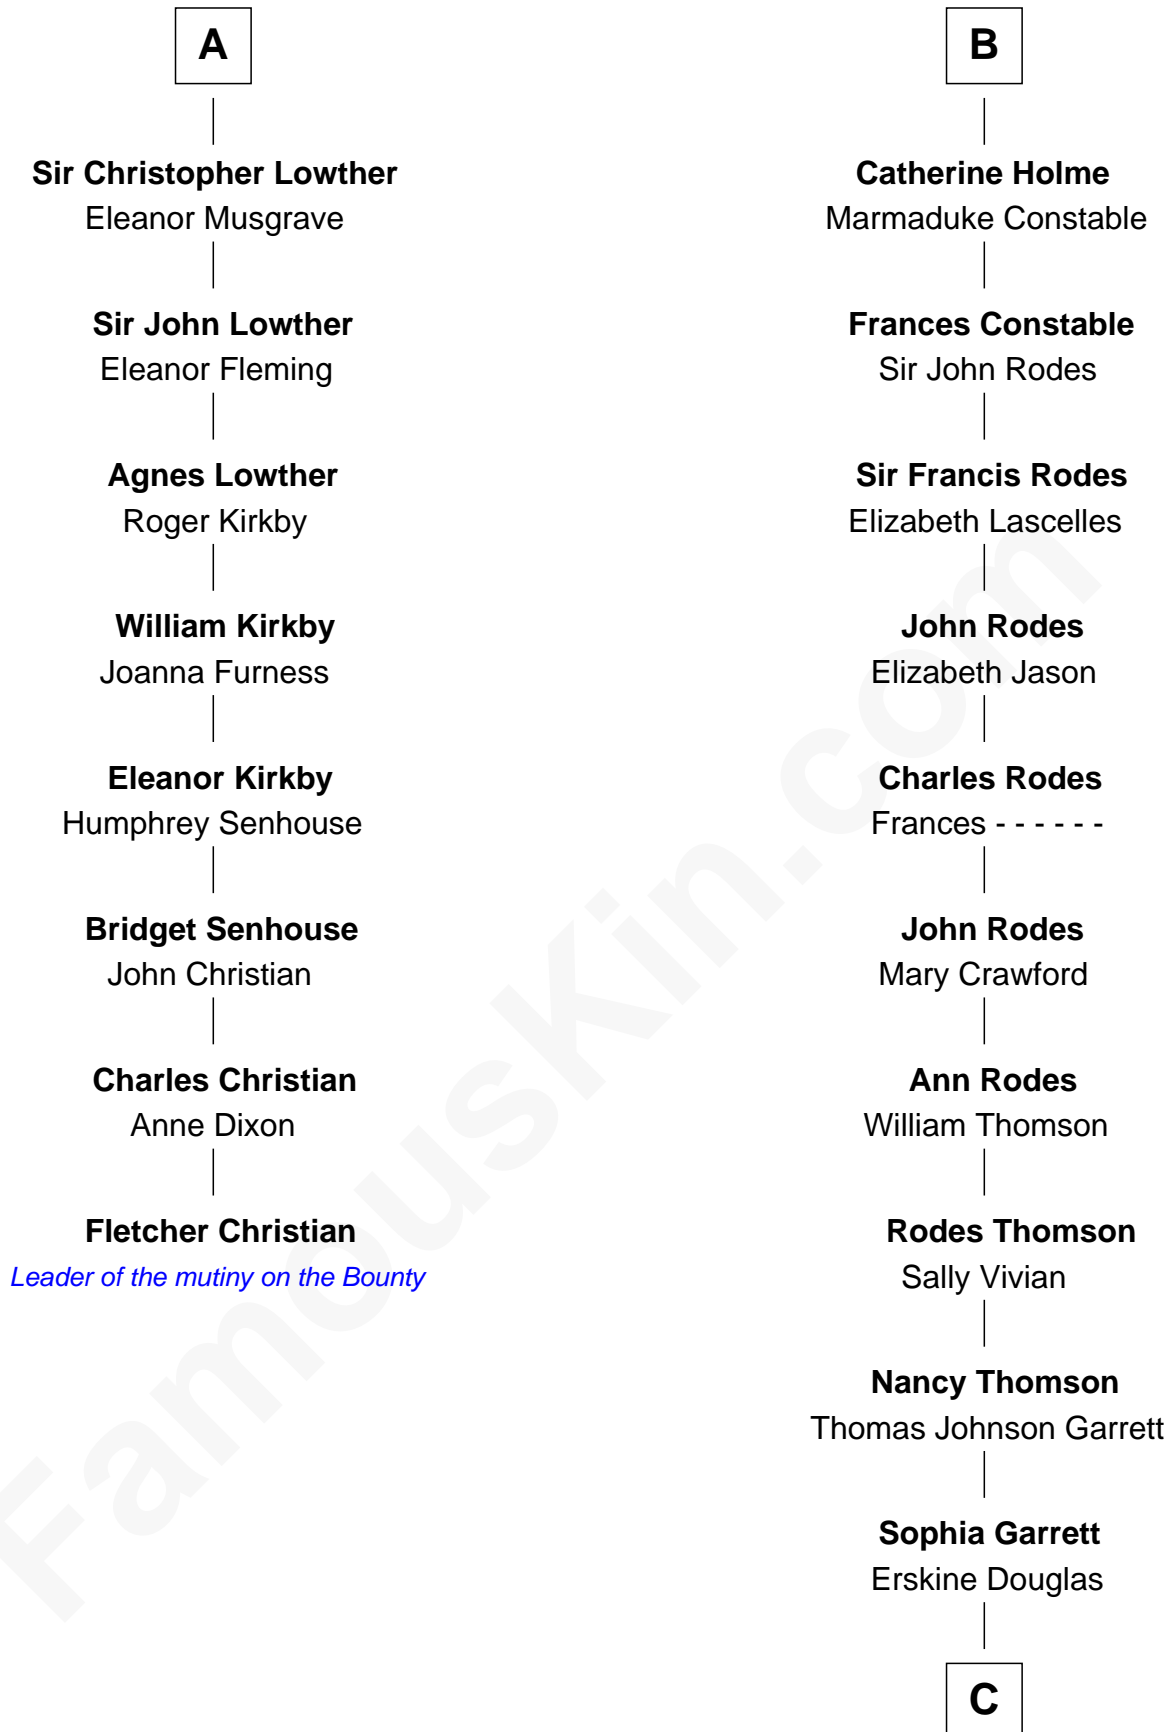 A
Sir Christopher Lowther
Eleanor Musgrave
Sir John Lowther
Eleanor Fleming
Agnes Lowther
Roger Kirkby
William Kirkby
Joanna Furness
Eleanor Kirkby
Humphrey Senhouse
Bridget Senhouse
John Christian
Charles Christian
Anne Dixon
Fletcher Christian
Leader of the mutiny on the Bounty
B
Catherine Holme
Marmaduke Constable
Frances Constable
Sir John Rodes
Sir Francis Rodes
Elizabeth Lascelles
John Rodes
Elizabeth Jason
Charles Rodes
Frances - - - - - -
John Rodes
Mary Crawford
Ann Rodes
William Thomson
Rodes Thomson
Sally Vivian
Nancy Thomson
Thomas Johnson Garrett
Sophia Garrett
Erskine Douglas
C
FamousKin.com